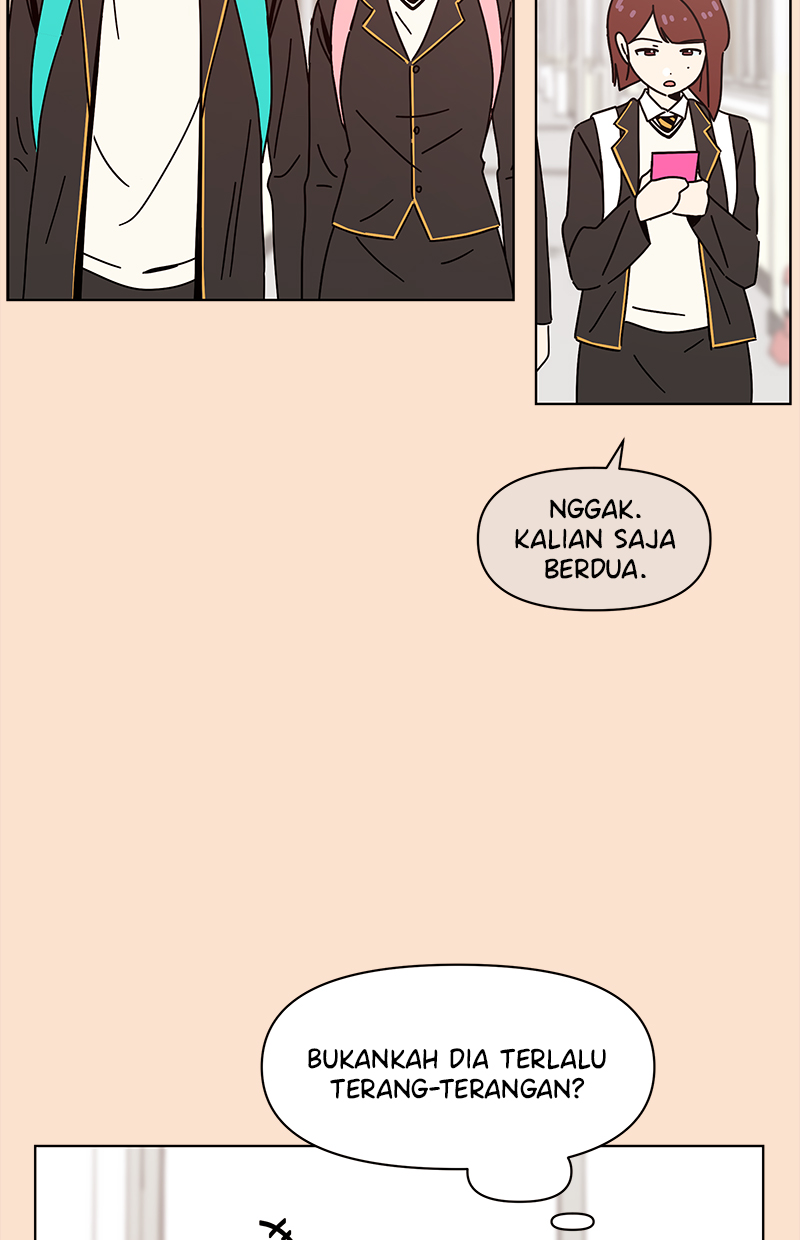 NGGAK.
KALIAN SAJA
BERDUA.
BUKANKAH DIA TERLALU
TERANG-TERANGAN?